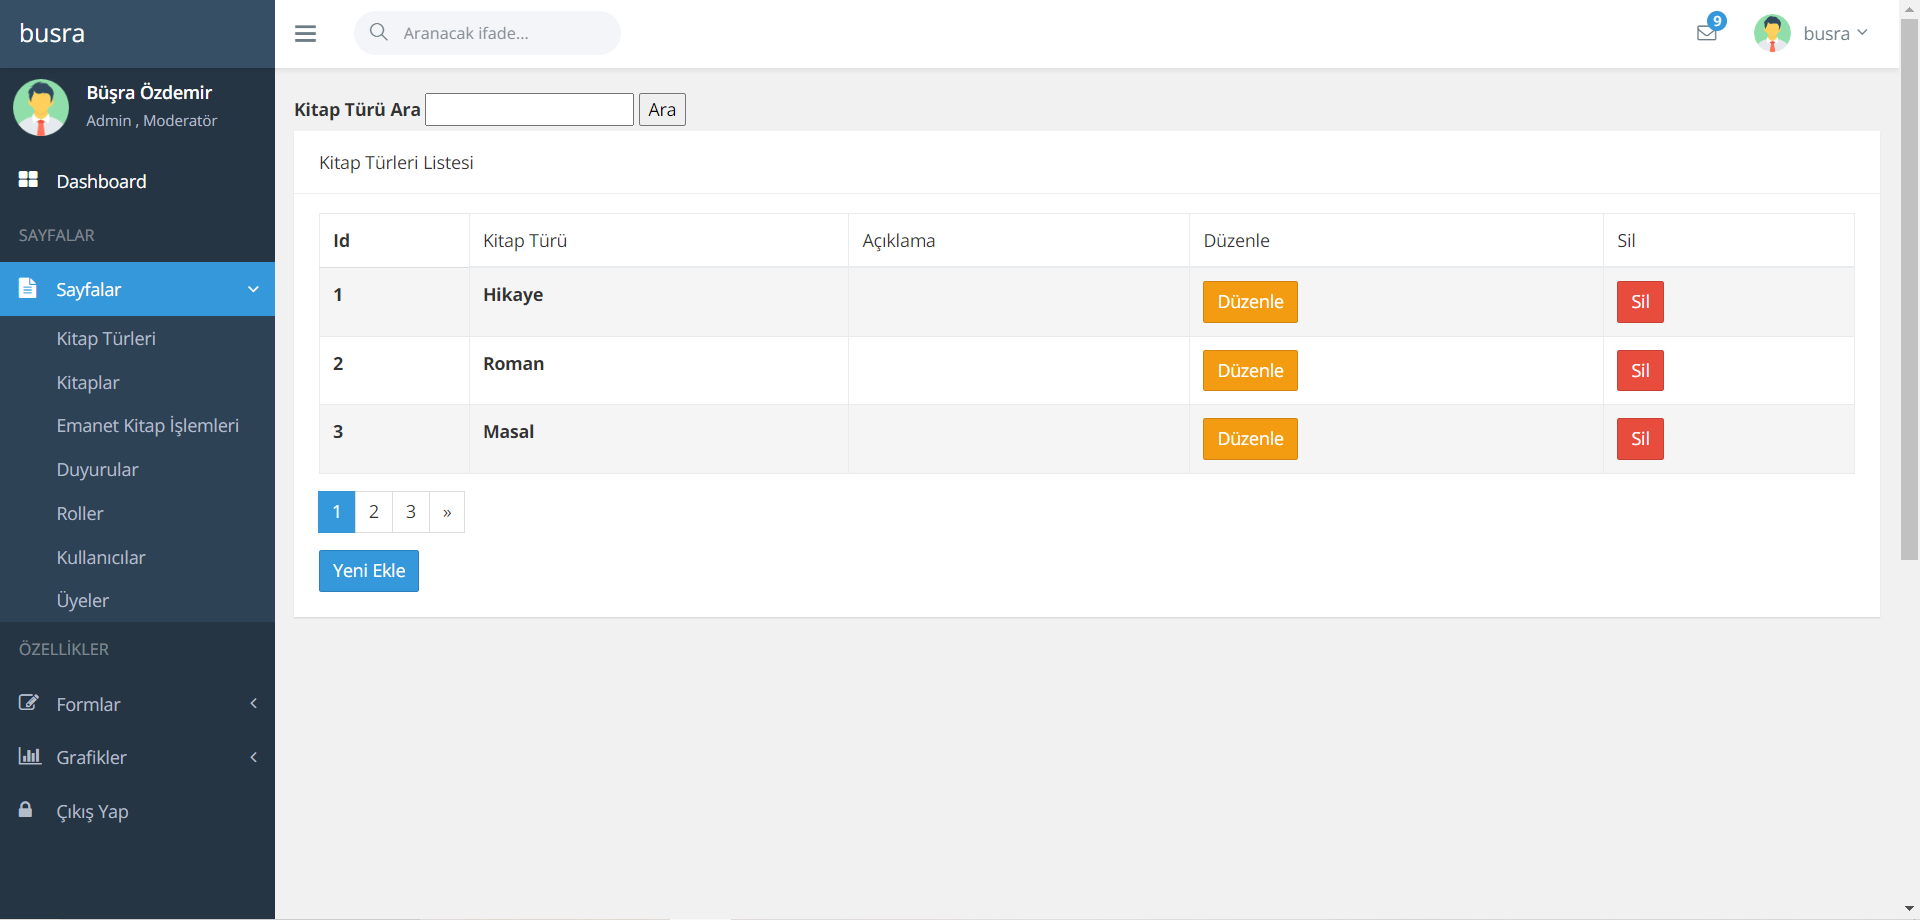 busra
Büşra Özdemir
Admin , Moderatör
Dashboard
SAYFALAR
Sayfalar
Kitap Türleri
Kitaplar
Emanet Kitap İşlemleri
Duyurular
Roller
Kullanıcılar
Üyeler
ÖZELLİKLER
Formlar
Grafikler
Çıkış Yap
Aranacak ifade...
9
busra
Kitap Türü Ara
Ara
Kitap Türleri Listesi
Id Kitap Türü Açıklama Düzenle Sil
1 Hikaye Düzenle Sil
2 Roman Düzenle Sil
3 Masal Düzenle Sil
1 2 3 »
Yeni Ekle